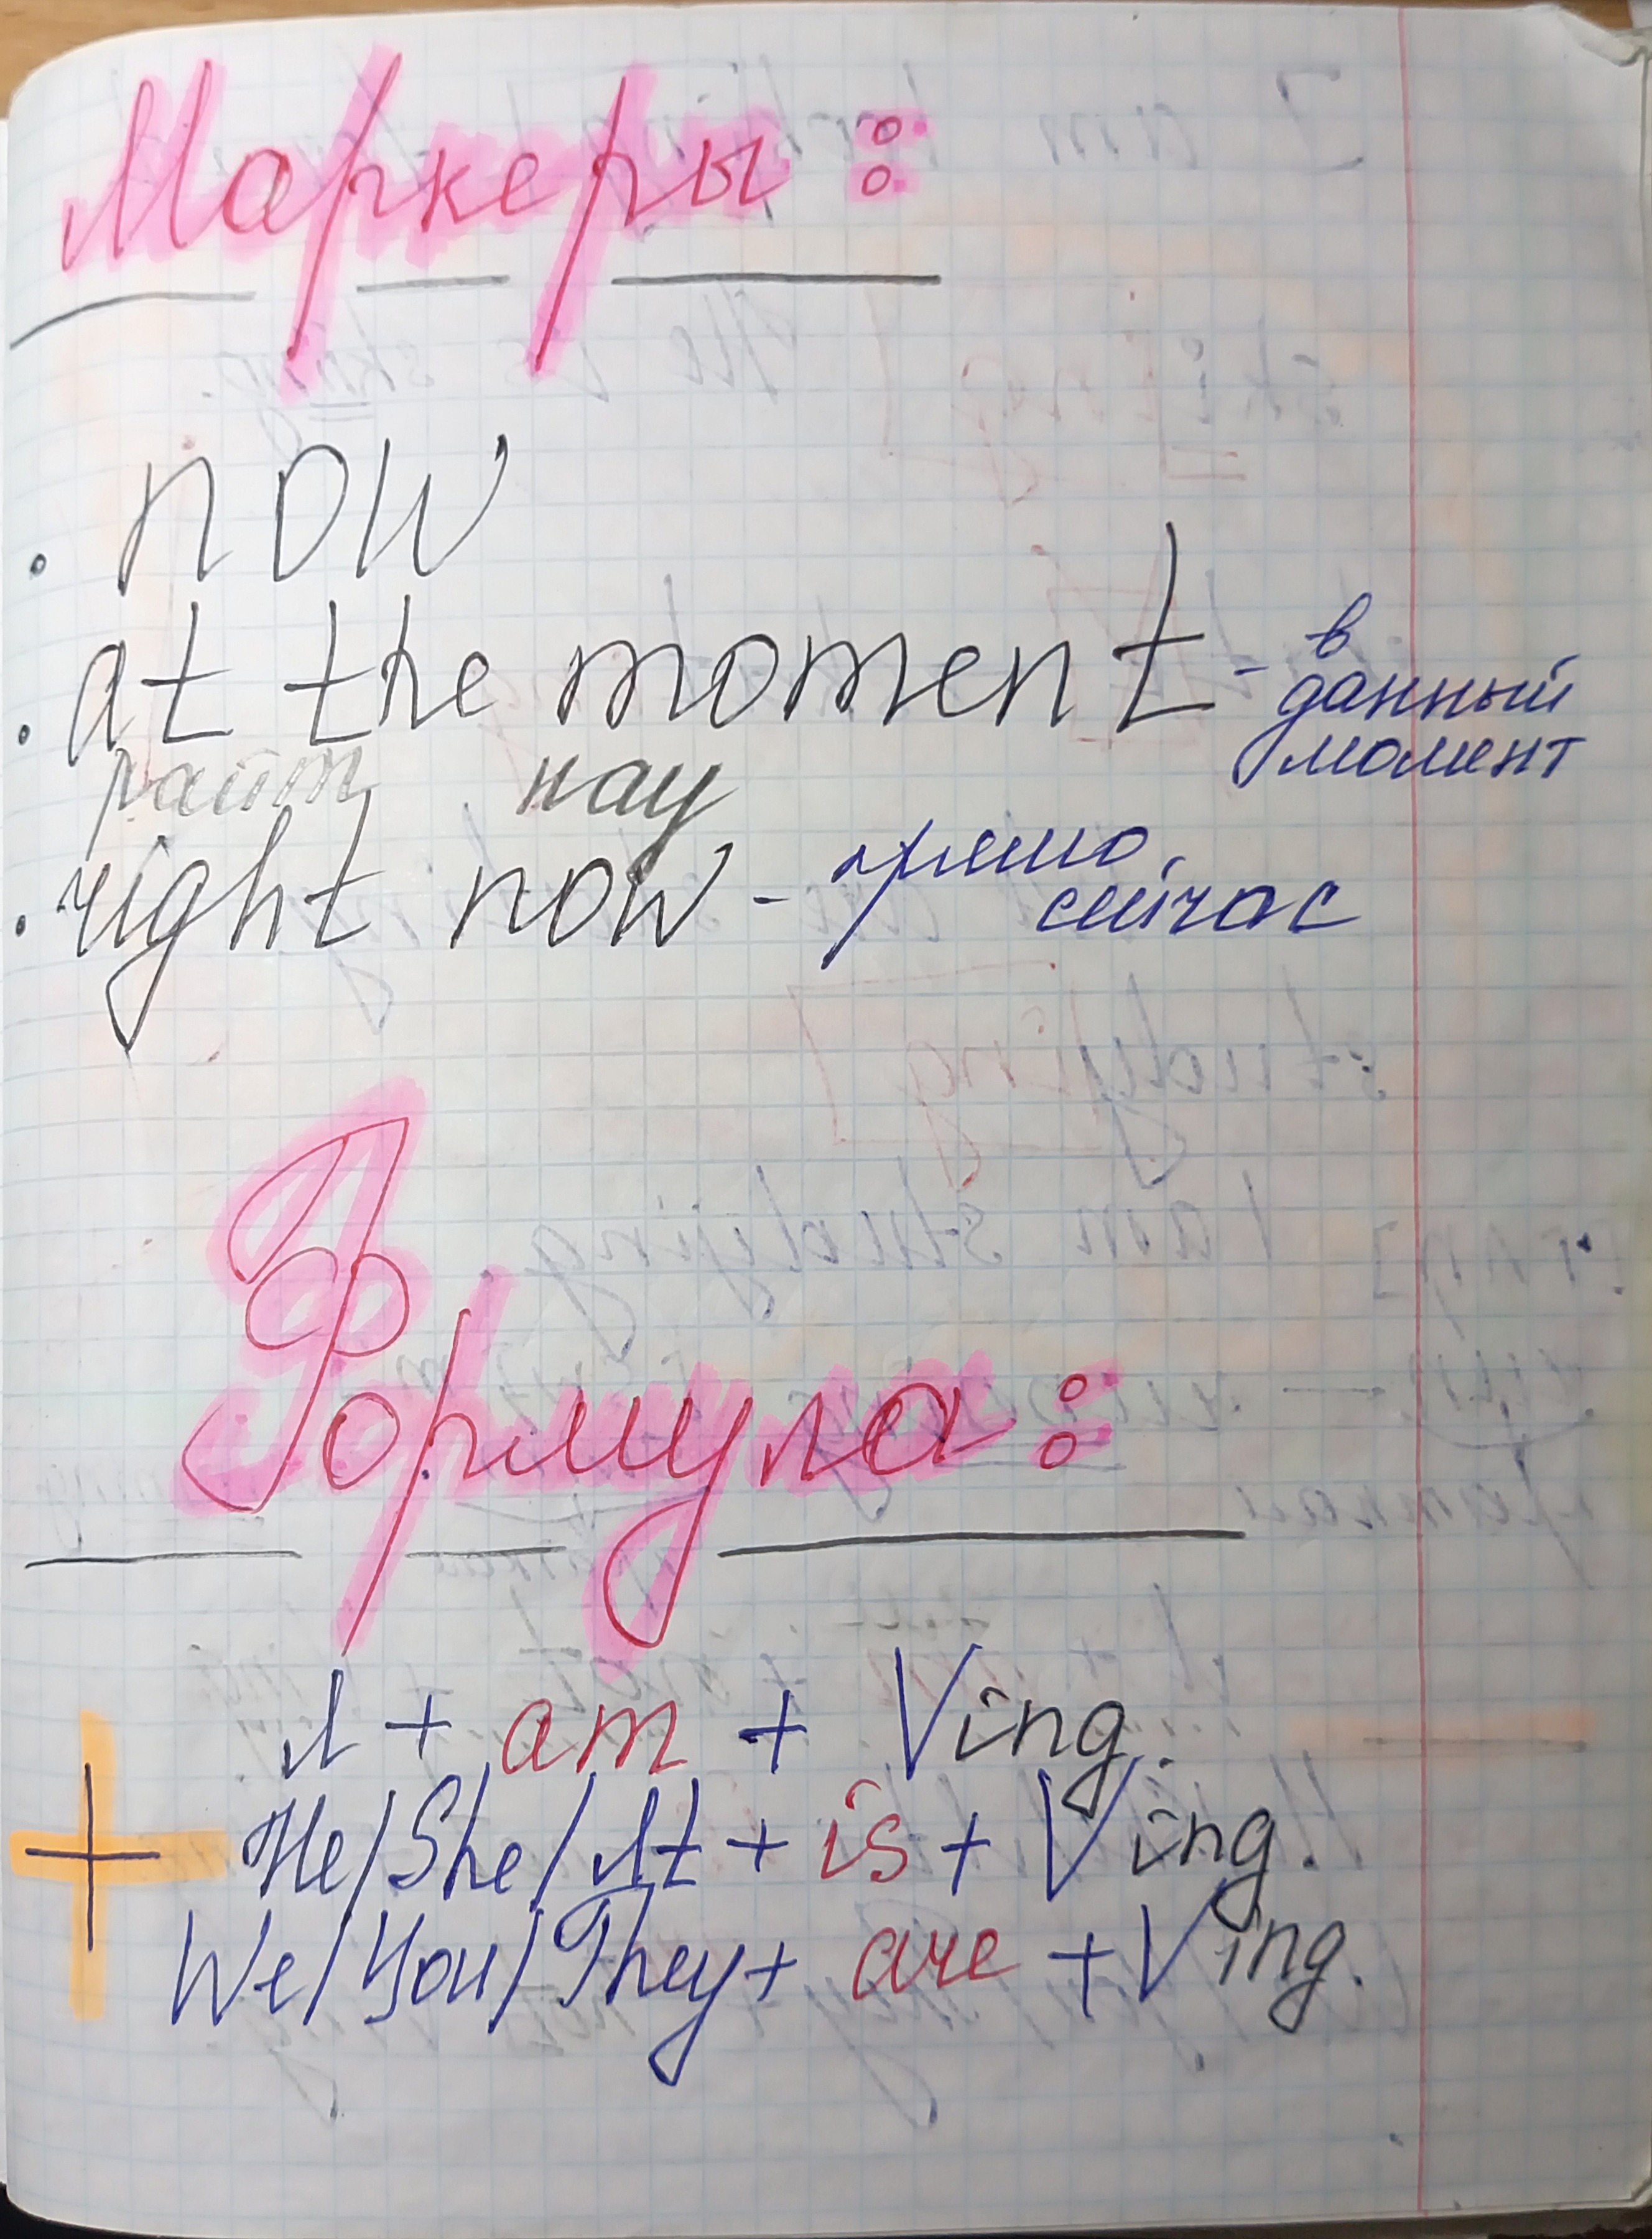 Маркеры:
. now
. at the moment - в данный момент
райт нау
. right now - прямо сейчас
Формула:
+ I + am + Ving.
He/She/It + is + Ving.
We/You/They + are + Ving.